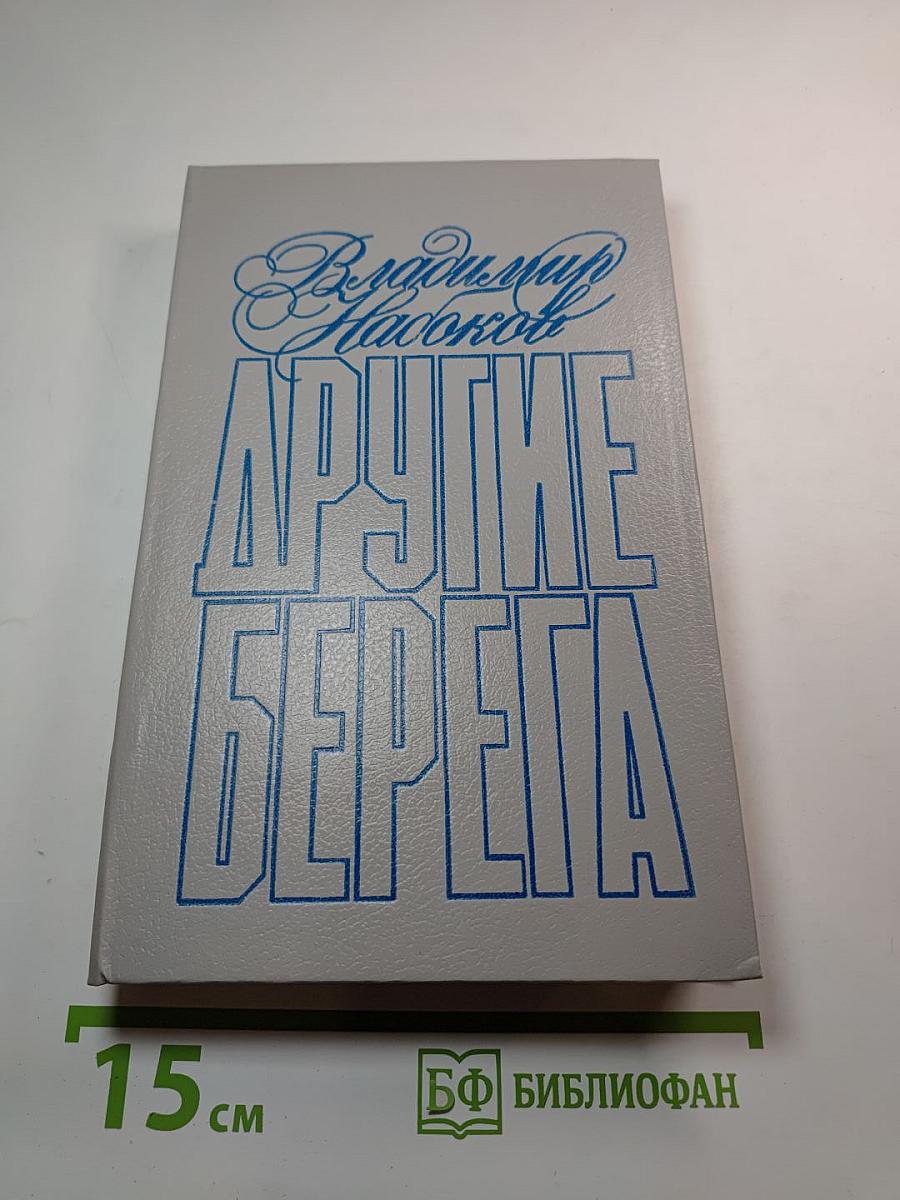 Владимир
Набоков
ДРУГИЕ
БЕРЕГА
15 см
БФ БИБЛИОФАН